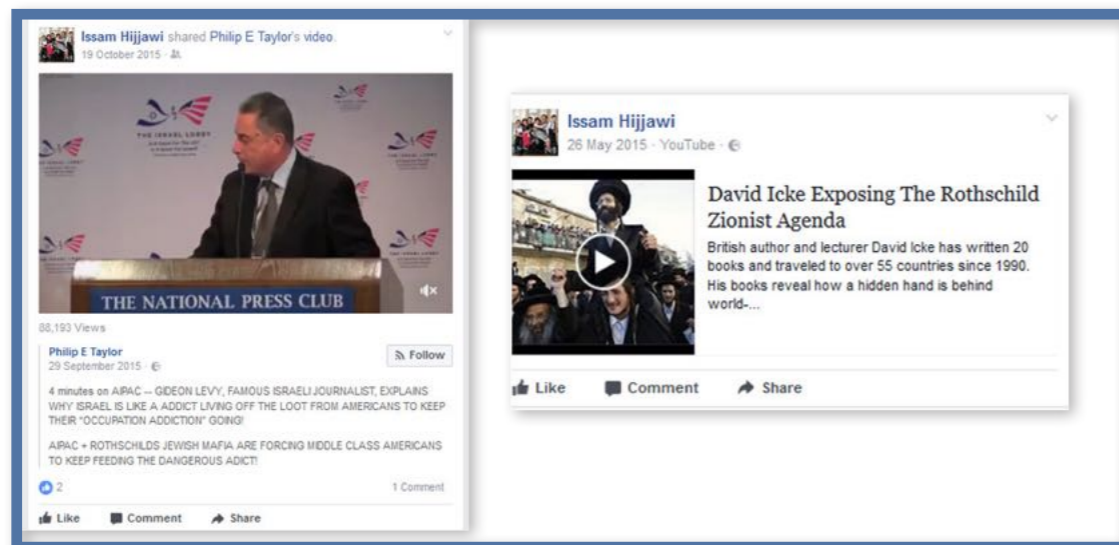 Issam Hijjawi shared Philip E Taylor's video.
19 October 2015
THE ISRAEL LOBBY
THE NATIONAL PRESS CLUB
88,193 Views
Philip E Taylor
29 September 2015
Follow
4 minutes on AIPAC -- GIDEON LEVY, FAMOUS ISRAELI JOURNALIST, EXPLAINS
WHY ISRAEL IS LIKE A ADDICT LIVING OFF THE LOOT FROM AMERICANS TO KEEP
THEIR "OCCUPATION ADDICTION" GOING!
AIPAC + ROTHSCHILDS JEWISH MAFIA ARE FORCING MIDDLE CLASS AMERICANS
TO KEEP FEEDING THE DANGEROUS ADICT!
2
1 Comment
Like Comment Share
Issam Hijjawi
26 May 2015 · YouTube ·
David Icke Exposing The Rothschild
Zionist Agenda
British author and lecturer David Icke has written 20
books and traveled to over 55 countries since 1990.
His books reveal how a hidden hand is behind
world-...
Like Comment Share